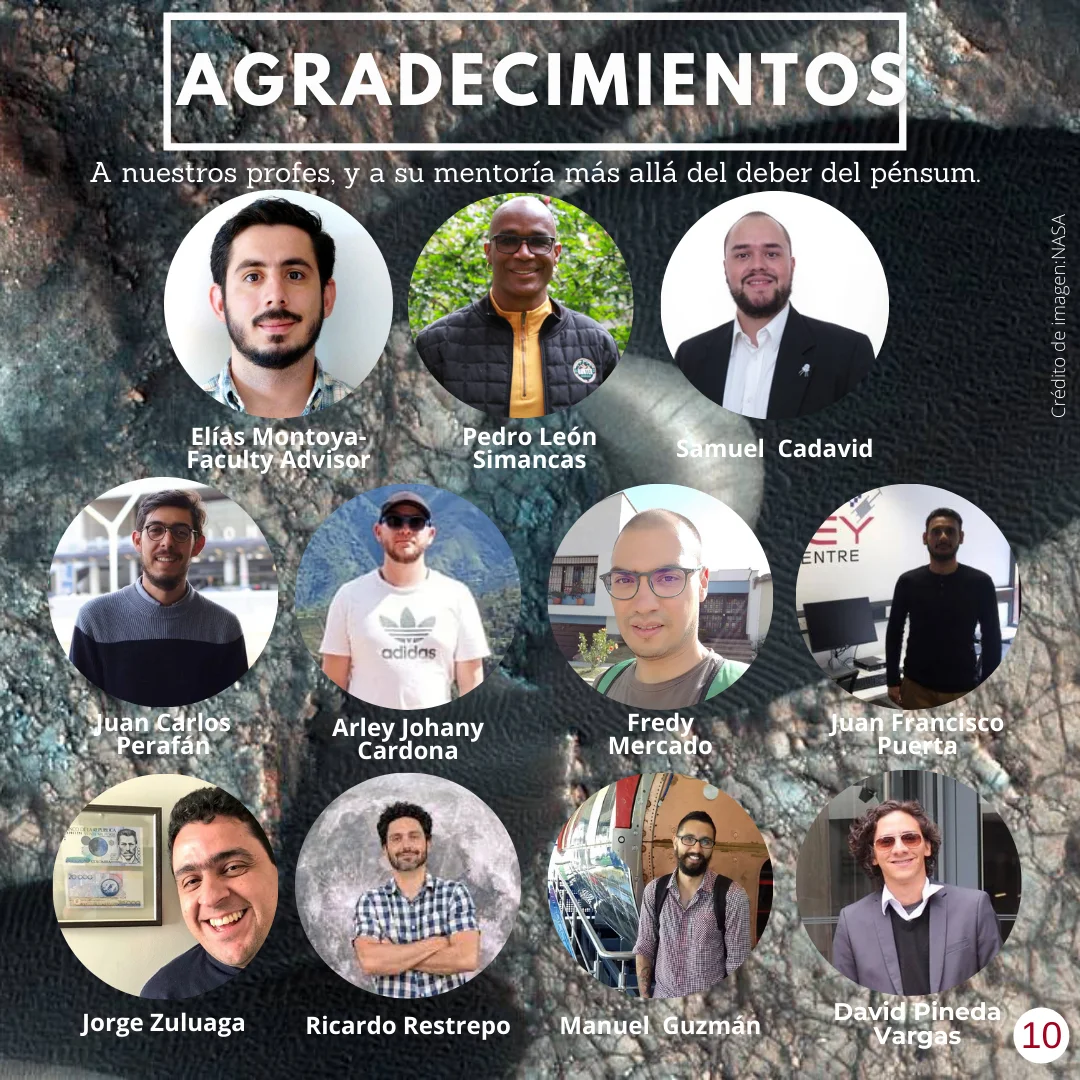 AGRADECIMIENTOS
A nuestros profes, y a su mentoría más allá del deber del pénsum.
Crédito de imagen:NASA
Elías Montoya-
Faculty Advisor
Pedro León
Simancas
Samuel Cadavid
EY
ENTRE
adidas
Juan Carlos
Perafán
Arley Johany
Cardona
Fredy
Mercado
Juan Francisco
Puerta
20.000
Jorge Zuluaga
Ricardo Restrepo
Manuel Guzmán
David Pineda
Vargas
10